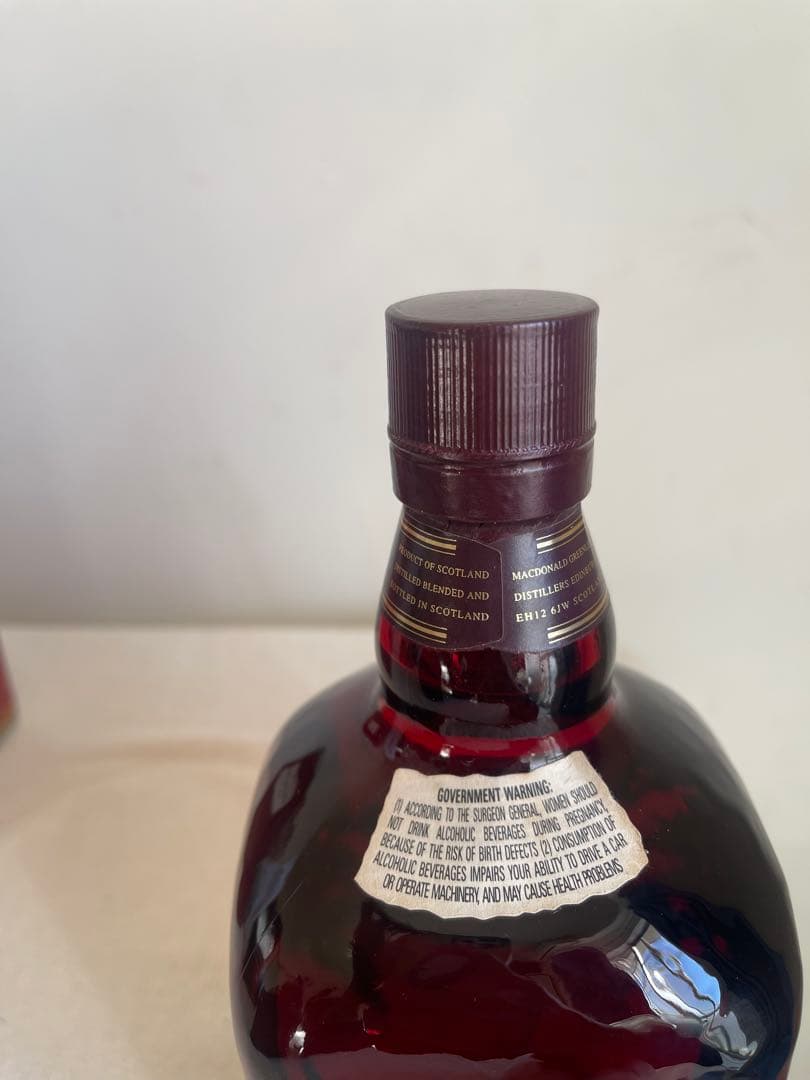 PRODUCT OF SCOTLAND
DISTILLED BLENDED AND
BOTTLED IN SCOTLAND
MACDONALD
DISTILLERS
EH12 6JW
GOVERNMENT WARNING:
(1) ACCORDING TO THE SURGEON GENERAL, WOMEN SHOULD
NOT DRINK ALCOHOLIC BEVERAGES DURING PREGNANCY
BECAUSE OF THE RISK OF BIRTH DEFECTS (2) CONSUMPTION OF
ALCOHOLIC BEVERAGES IMPAIRS YOUR ABILITY TO DRIVE A CAR
OR OPERATE MACHINERY, AND MAY CAUSE HEALTH PROBLEMS